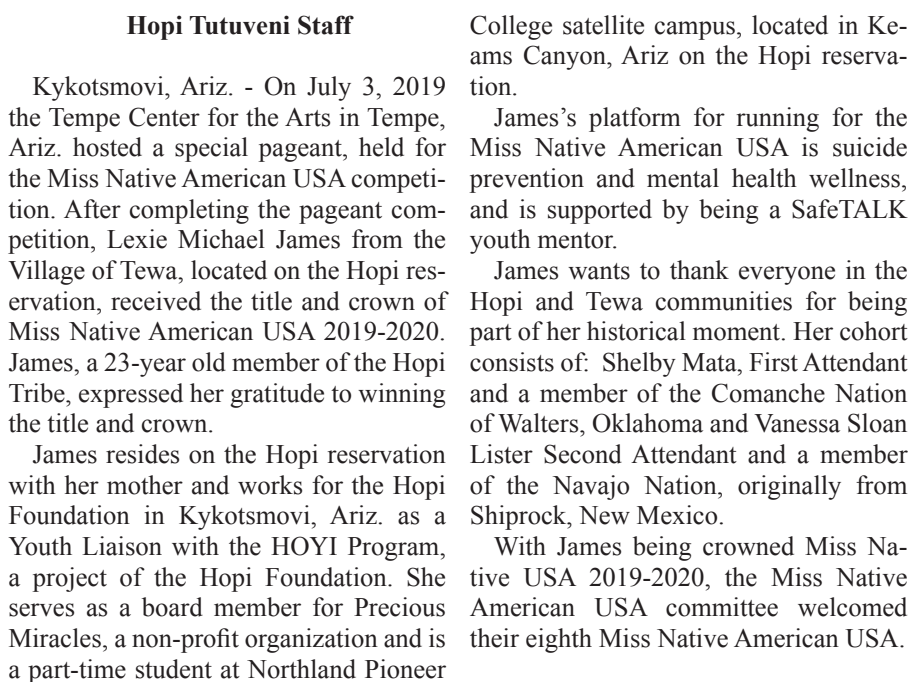 Hopi Tutuveni Staff
Kykotsmovi, Ariz. - On July 3, 2019
the Tempe Center for the Arts in Tempe,
Ariz. hosted a special pageant, held for
the Miss Native American USA competi-
tion. After completing the pageant com-
petition, Lexie Michael James from the
Village of Tewa, located on the Hopi res-
ervation, received the title and crown of
Miss Native American USA 2019-2020.
James, a 23-year old member of the Hopi
Tribe, expressed her gratitude to winning
the title and crown.
James resides on the Hopi reservation
with her mother and works for the Hopi
Foundation in Kykotsmovi, Ariz. as a
Youth Liaison with the HOYI Program,
a project of the Hopi Foundation. She
serves as a board member for Precious
Miracles, a non-profit organization and is
a part-time student at Northland Pioneer
College satellite campus, located in Ke-
ams Canyon, Ariz on the Hopi reserva-
tion.
James's platform for running for the
Miss Native American USA is suicide
prevention and mental health wellness,
and is supported by being a SafeTALK
youth mentor.
James wants to thank everyone in the
Hopi and Tewa communities for being
part of her historical moment. Her cohort
consists of:  Shelby Mata, First Attendant
and a member of the Comanche Nation
of Walters, Oklahoma and Vanessa Sloan
Lister Second Attendant and a member
of the Navajo Nation, originally from
Shiprock, New Mexico.
With James being crowned Miss Na-
tive USA 2019-2020, the Miss Native
American USA committee welcomed
their eighth Miss Native American USA.